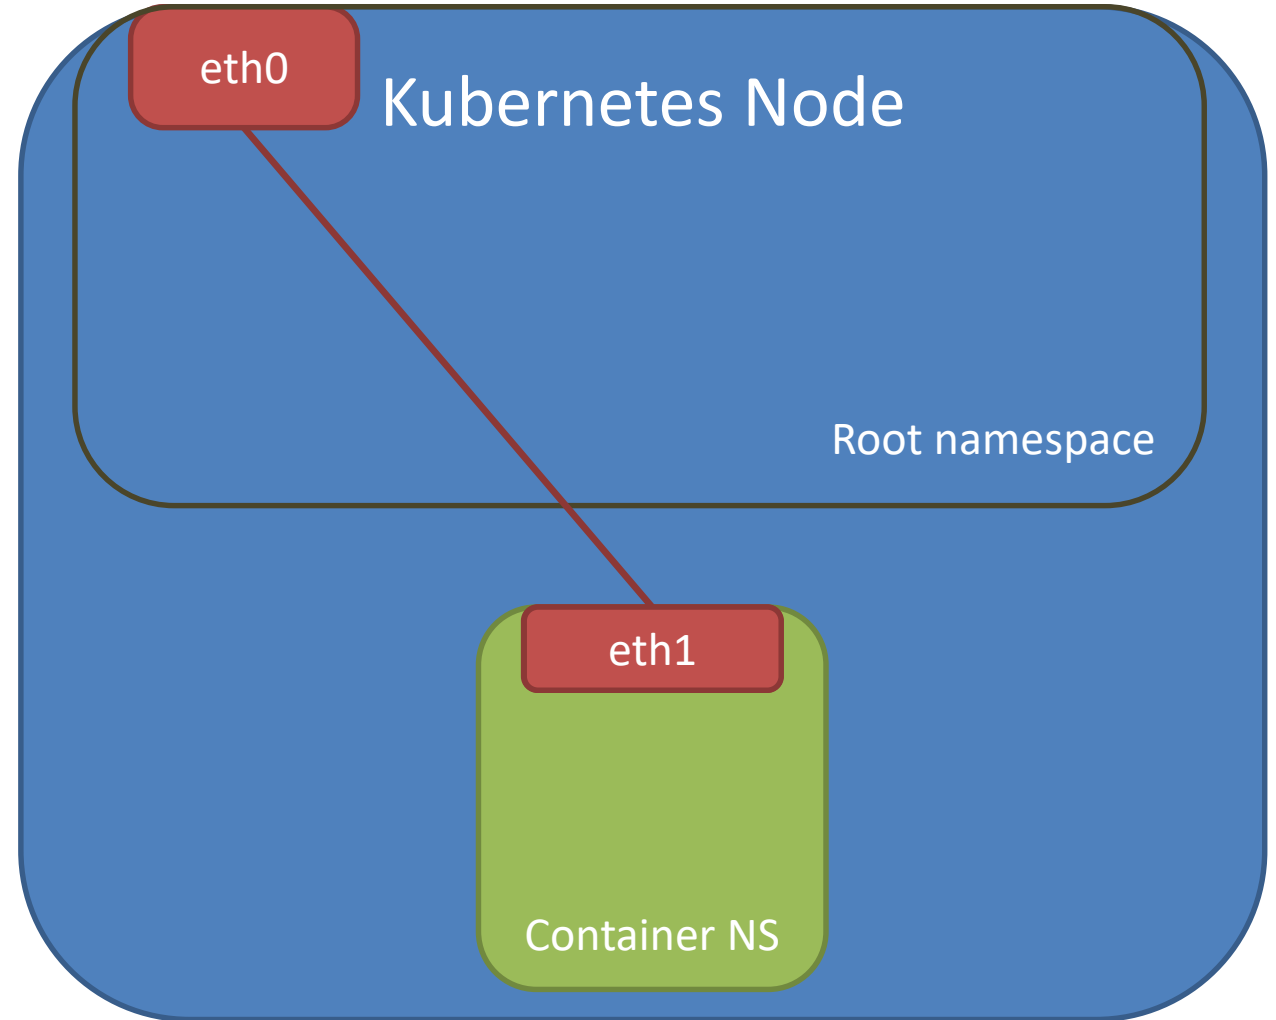 eth0
Kubernetes Node
Root namespace
eth1
Container NS